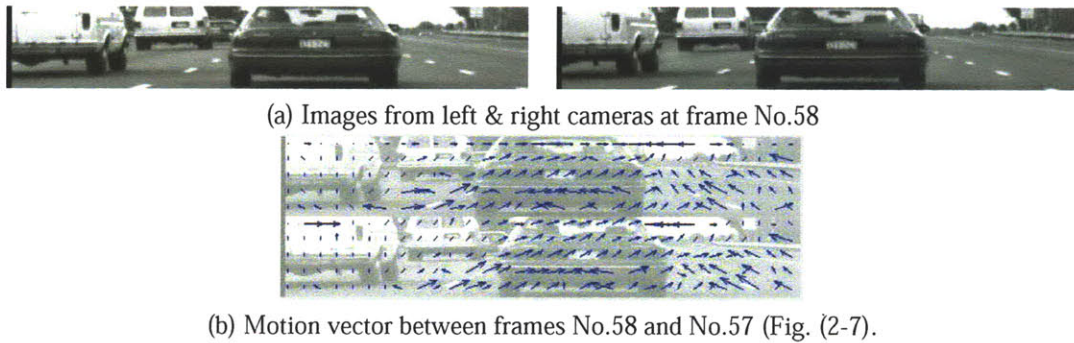 (a) Images from left & right cameras at frame No.58
(b) Motion vector between frames No.58 and No.57 (Fig. (2-7).